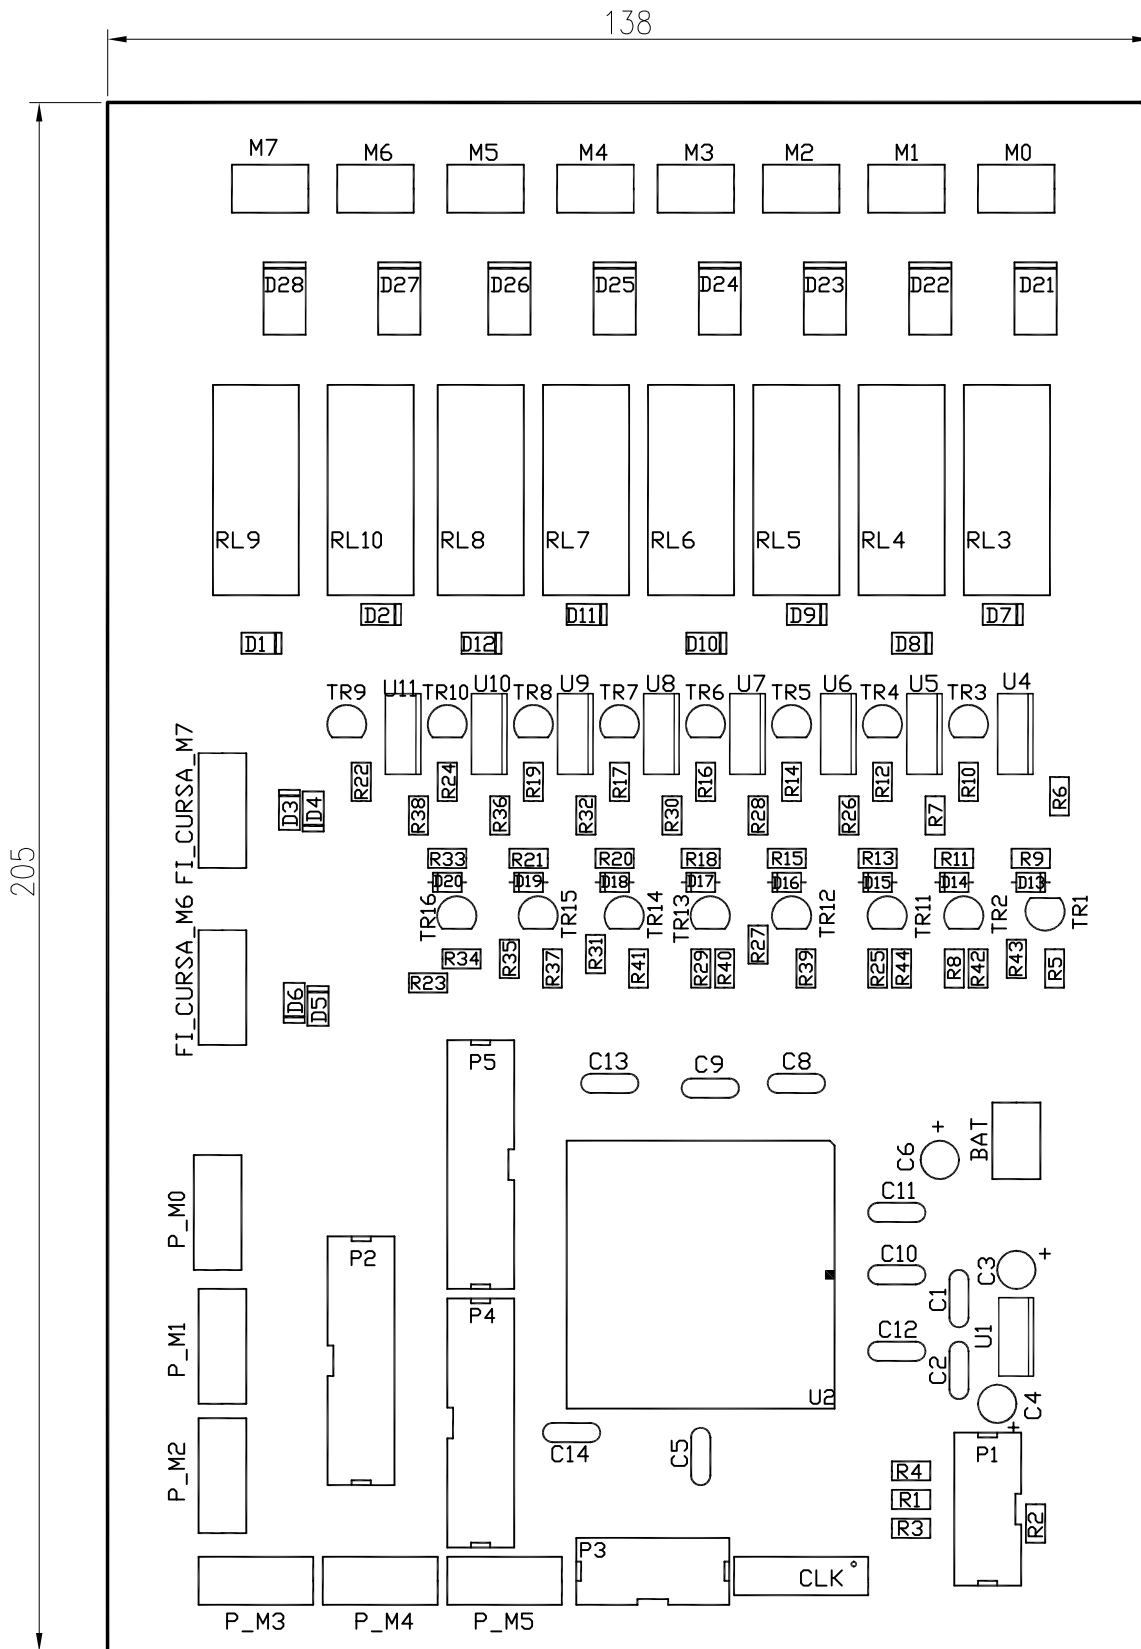 138
205
M7 M6 M5 M4 M3 M2 M1 M0
D28 D27 D26 D25 D24 D23 D22 D21
RL9 RL10 RL8 RL7 RL6 RL5 RL4 RL3
D2 D11 D9 D7
D1 D12 D10 D8
TR9 U11 TR10 U10 TR8 U9 TR7 U8 TR6 U7 TR5 U6 TR4 U5 TR3 U4
FI_CURSA_M7
R22 R24 R19 R17 R16 R14 R12 R10 R6
D3 D4 R38 R36 R32 R30 R28 R26 R7
R33 R21 R20 R18 R15 R13 R11 R9
D20 D19 D18 D17 D16 D15 D14 D13
TR16 TR15 TR14 TR13 TR12 TR11 TR2 TR1
FI_CURSA_M6
R34 R35 R31 R27 R43
R23 R37 R41 R29 R40 R39 R25 R44 R8 R42 R5
D6 D5
P5 C13 C9 C8
+
C6 BAT
P_M0 C11
P2 C10 C3 +
C1
P_M1 P4 C12 U1
C2
U2 C4
+
P_M2 C14 C5 P1
R4
R1
R3 R2
P3 CLK
P_M3 P_M4 P_M5